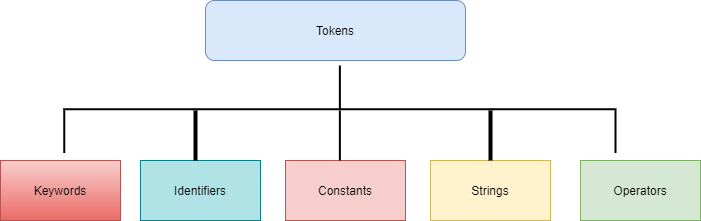 Tokens
Keywords
Identifiers
Constants
Strings
Operators